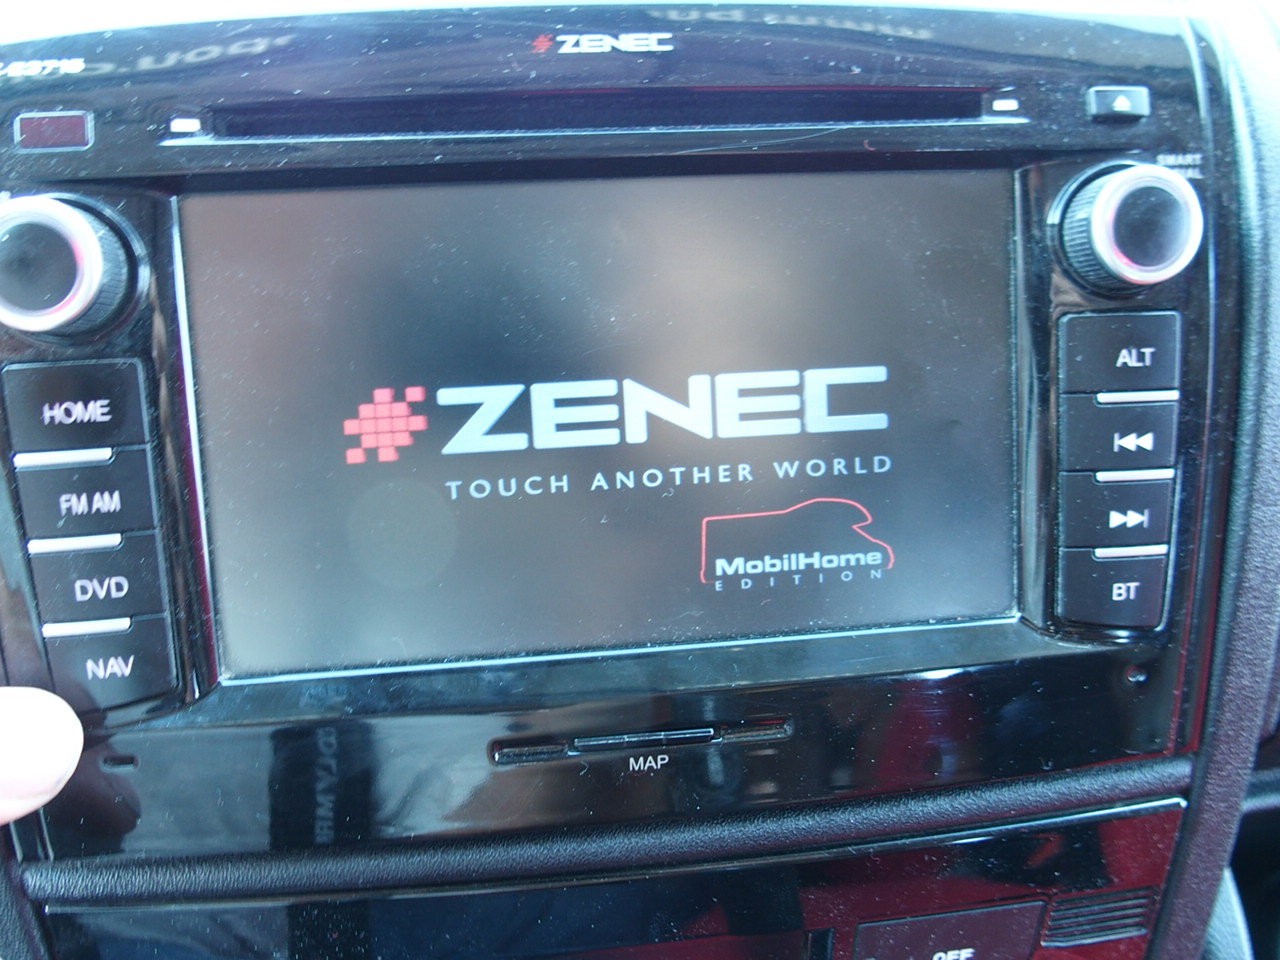 ZENEC
SMART
HOME
FM AM
DVD
NAV
ZENEC
TOUCH ANOTHER WORLD
MobilHome
EDITION
ALT
BT
MAP
OFF